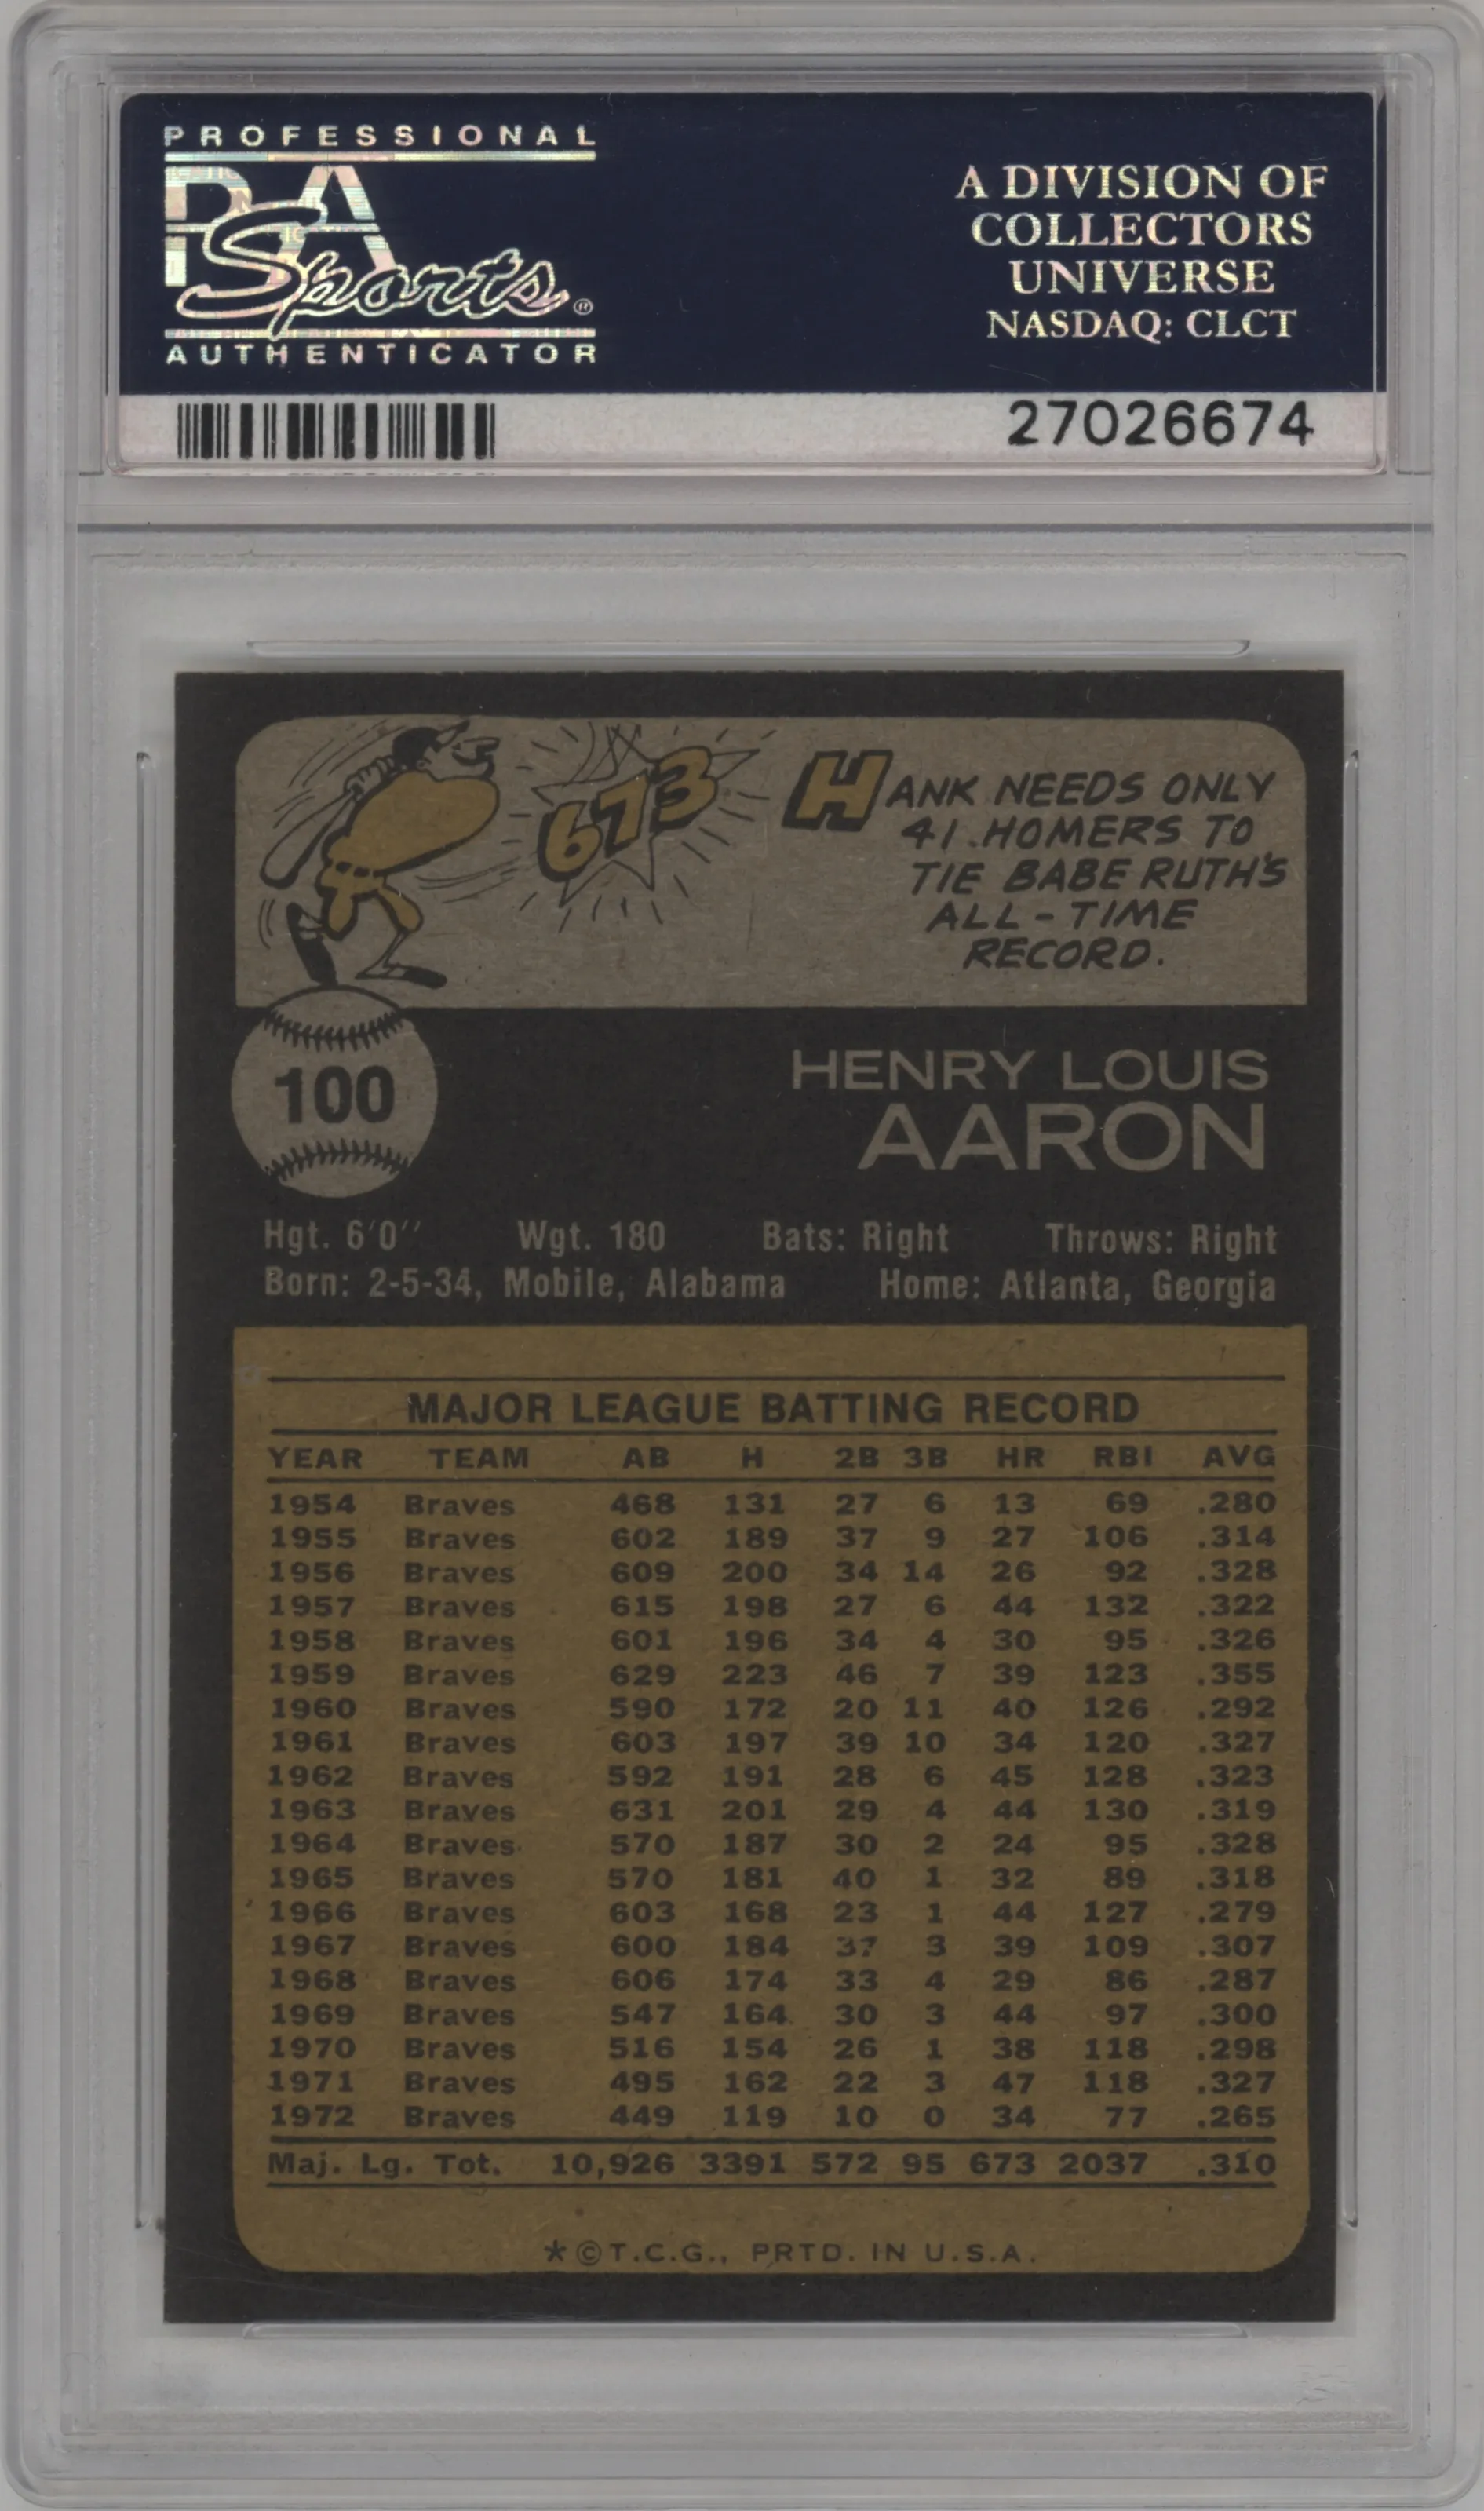 PROFESSIONAL
PSA
Sports®
AUTHENTICATOR
A DIVISION OF
COLLECTORS
UNIVERSE
NASDAQ: CLCT
27026674
673
HANK NEEDS ONLY
41 HOMERS TO
TIE BABE RUTH'S
ALL-TIME
RECORD.
100
HENRY LOUIS
AARON
Hgt. 6'0" Wgt. 180 Bats: Right Throws: Right
Born: 2-5-34, Mobile, Alabama Home: Atlanta, Georgia
MAJOR LEAGUE BATTING RECORD
YEAR TEAM AB H 2B 3B HR RBI AVG
1954 Braves 468 131 27 6 13 69 .280
1955 Braves 602 189 37 9 27 106 .314
1956 Braves 609 200 34 14 26 92 .328
1957 Braves 615 198 27 6 44 132 .322
1958 Braves 601 196 34 4 30 95 .326
1959 Braves 629 223 46 7 39 123 .355
1960 Braves 590 172 20 11 40 126 .292
1961 Braves 603 197 39 10 34 120 .327
1962 Braves 592 191 28 6 45 128 .323
1963 Braves 631 201 29 4 44 130 .319
1964 Braves 570 187 30 2 24 95 .328
1965 Braves 570 181 40 1 32 89 .318
1966 Braves 603 168 23 1 44 127 .279
1967 Braves 600 184 37 3 39 109 .307
1968 Braves 606 174 33 4 29 86 .287
1969 Braves 547 164 30 3 44 97 .300
1970 Braves 516 154 26 1 38 118 .298
1971 Braves 495 162 22 3 47 118 .327
1972 Braves 449 119 10 0 34 77 .265
Maj. Lg. Tot. 10,926 3391 572 95 673 2037 .310
*©T.C.G., PRTD. IN U.S.A.